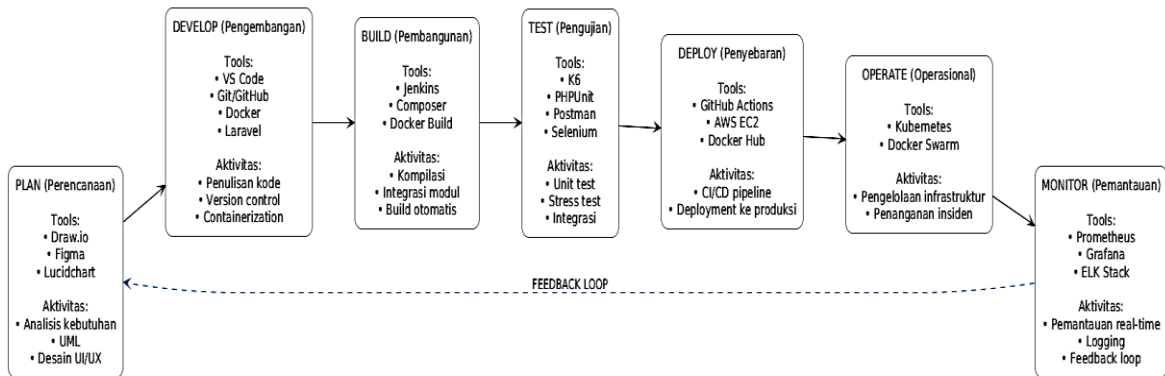 PLAN (Perencanaan)
Tools:
• Draw.io
• Figma
• Lucidchart
Aktivitas:
• Analisis kebutuhan
• UML
• Desain UI/UX
DEVELOP (Pengembangan)
Tools:
• VS Code
• Git/GitHub
• Docker
• Laravel
Aktivitas:
• Penulisan kode
• Version control
• Containerization
BUILD (Pembangunan)
Tools:
• Jenkins
• Composer
• Docker Build
Aktivitas:
• Kompilasi
• Integrasi modul
• Build otomatis
TEST (Pengujian)
Tools:
• K6
• PHPUnit
• Postman
• Selenium
Aktivitas:
• Unit test
• Stress test
• Integrasi
DEPLOY (Penyebaran)
Tools:
• GitHub Actions
• AWS EC2
• Docker Hub
Aktivitas:
• CI/CD pipeline
• Deployment ke produksi
OPERATE (Operasional)
Tools:
• Kubernetes
• Docker Swarm
Aktivitas:
• Pengelolaan infrastruktur
• Penanganan insiden
MONITOR (Pemantauan)
Tools:
• Prometheus
• Grafana
• ELK Stack
Aktivitas:
• Pemantauan real-time
• Logging
• Feedback loop
FEEDBACK LOOP